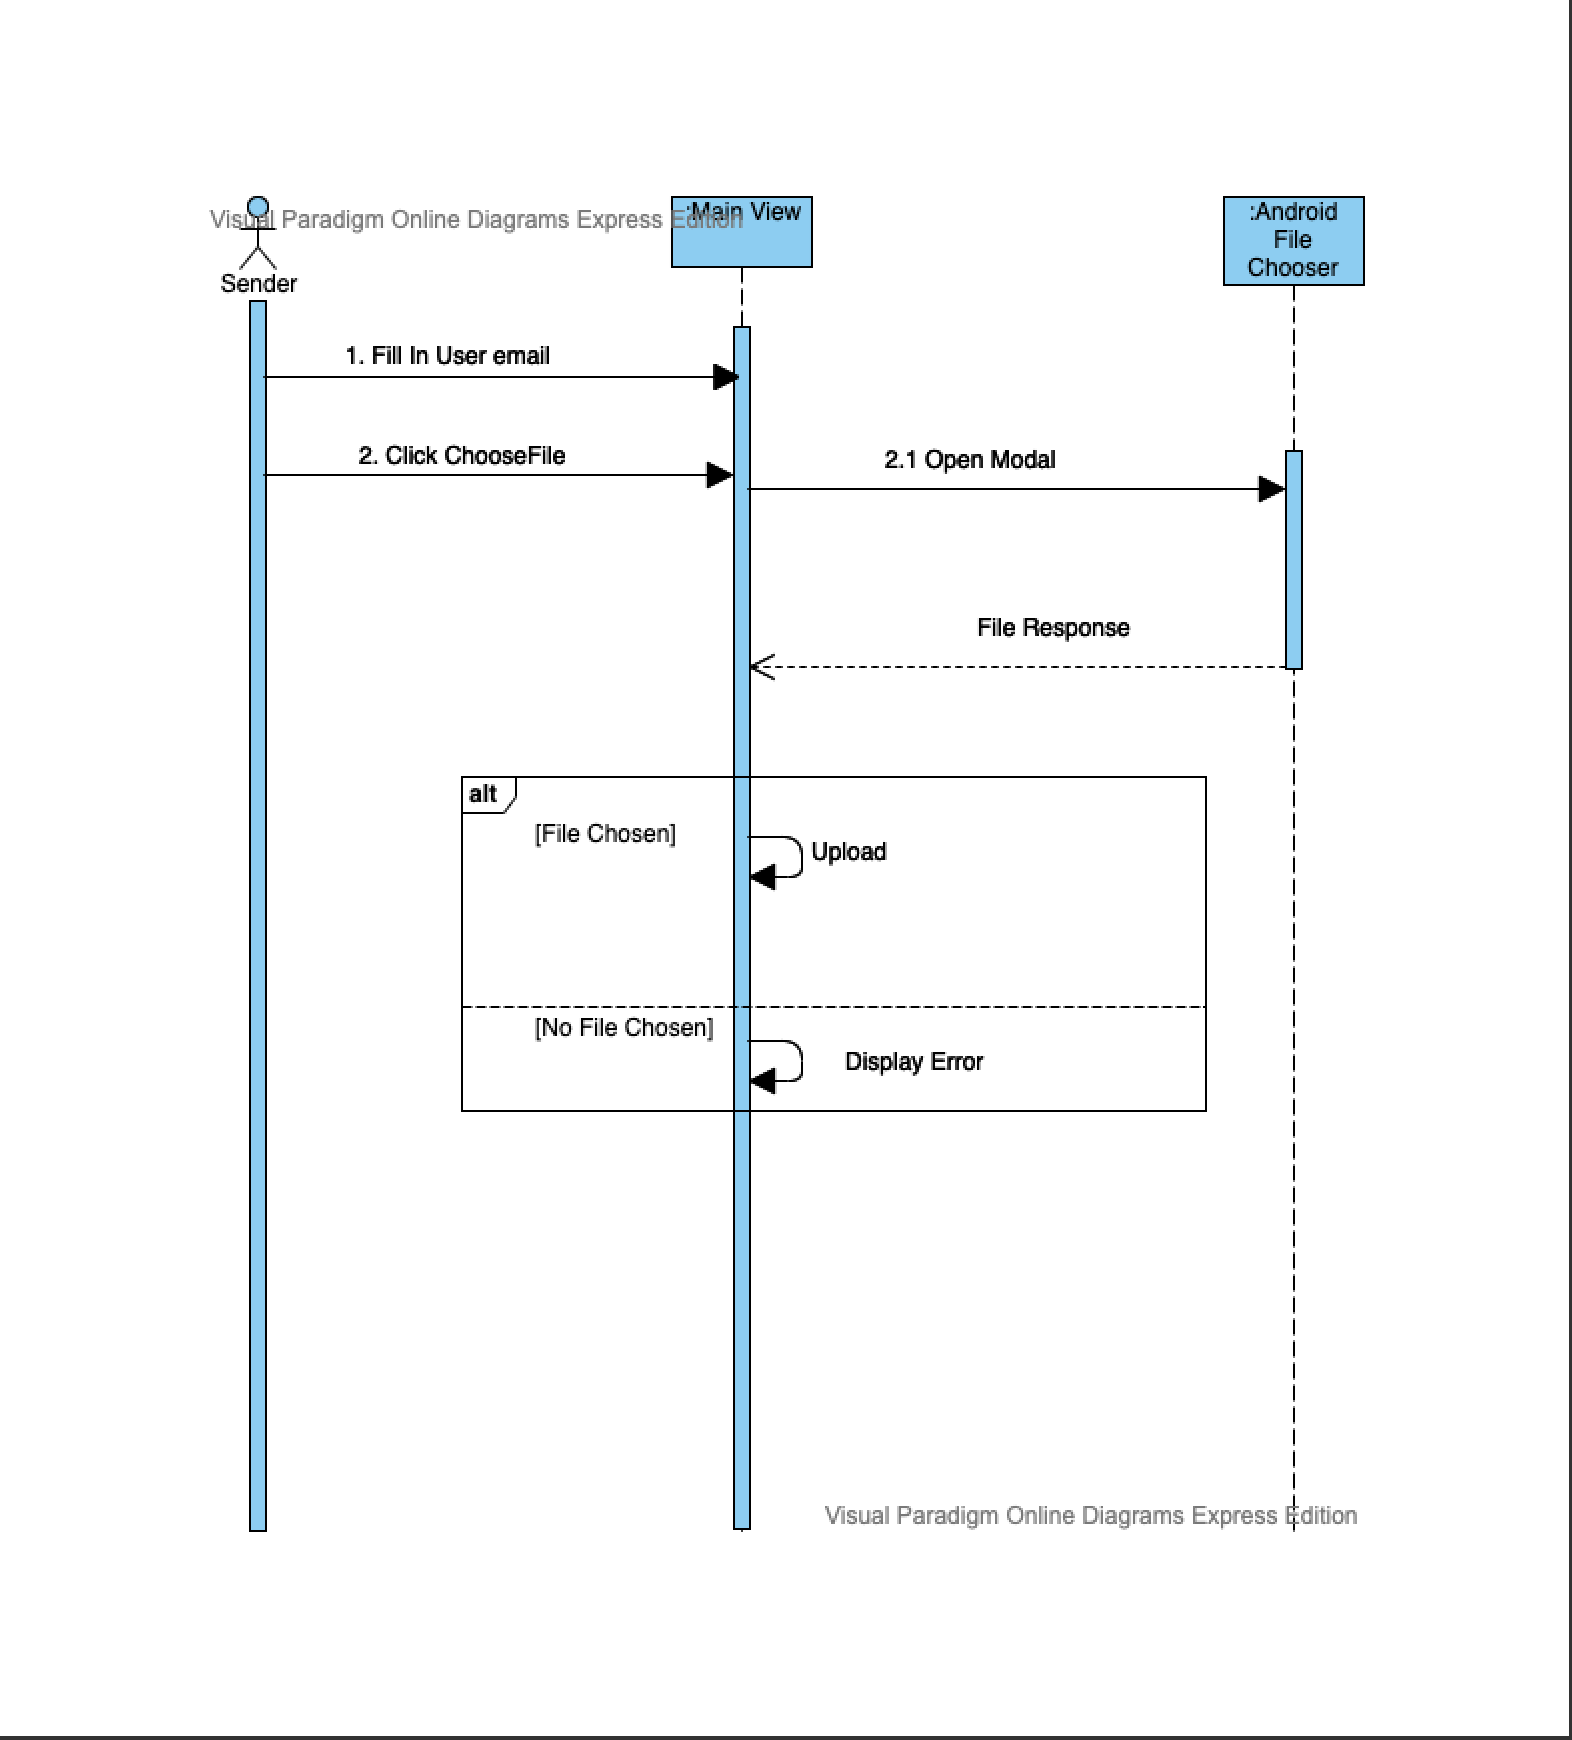 Visual Paradigm Online Diagrams Express Edition
:Main View
:Android
File
Chooser
Sender
1. Fill In User email
2. Click ChooseFile
2.1 Open Modal
File Response
alt
[File Chosen]
Upload
[No File Chosen]
Display Error
Visual Paradigm Online Diagrams Express Edition